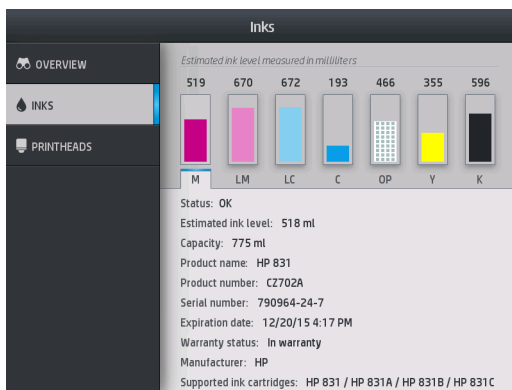 Inks
OVERVIEW
INKS
PRINTHEADS
Estimated ink level measured in milliliters
519 670 672 193 466 355 596
M LM LC C OP Y K
Status: OK
Estimated ink level: 518 ml
Capacity: 775 ml
Product name: HP 831
Product number: CZ702A
Serial number: 790964-24-7
Expiration date: 12/20/15 4:17 PM
Warranty status: In warranty
Manufacturer: HP
Supported ink cartridges: HP 831 / HP 831A / HP 831B / HP 831C